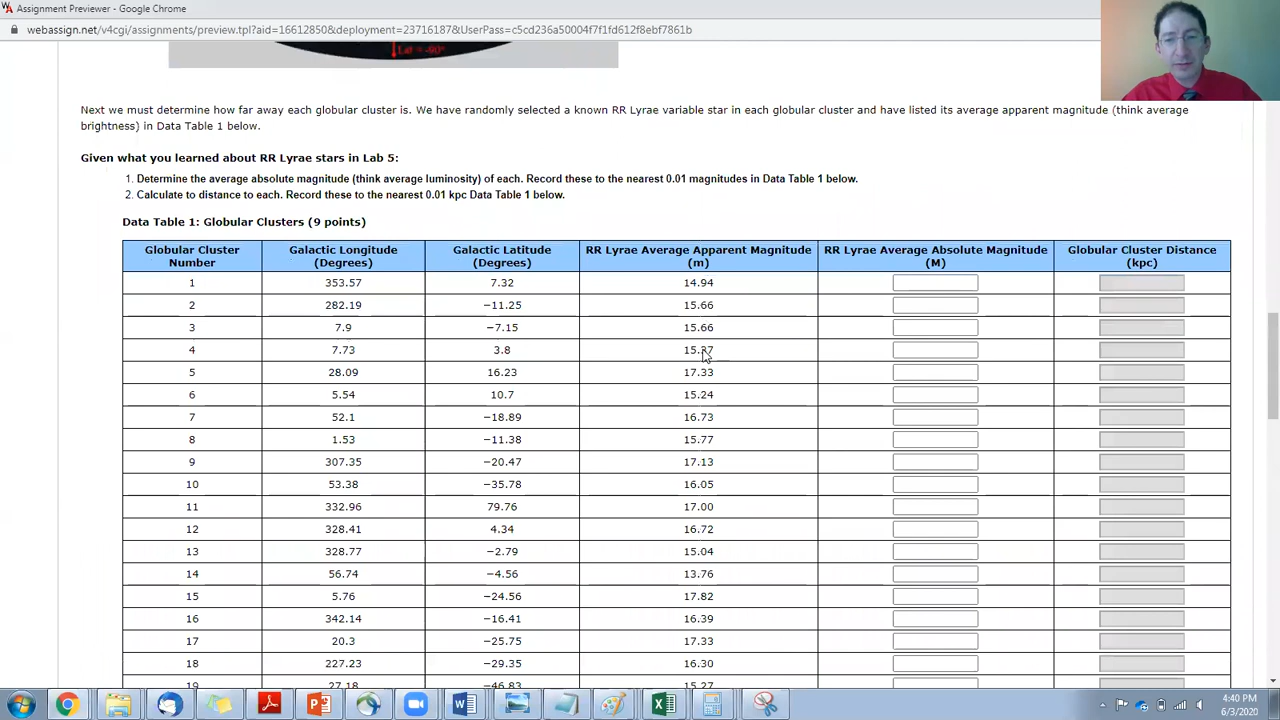 Assignment Previewer - Google Chrome
webassign.net/v4cgi/assignments/preview.tpl?aid=16612850&deployment=23716187&UserPass=c5cd236a50004f7f1fd612f8ebf7861b
Lat = -90°
Next we must determine how far away each globular cluster is. We have randomly selected a known RR Lyrae variable star in each globular cluster and have listed its average apparent magnitude (think average
brightness) in Data Table 1 below.
Given what you learned about RR Lyrae stars in Lab 5:
1. Determine the average absolute magnitude (think average luminosity) of each. Record these to the nearest 0.01 magnitudes in Data Table 1 below.
2. Calculate to distance to each. Record these to the nearest 0.01 kpc Data Table 1 below.
Data Table 1: Globular Clusters (9 points)
Globular Cluster Number Galactic Longitude (Degrees) Galactic Latitude (Degrees) RR Lyrae Average Apparent Magnitude (m) RR Lyrae Average Absolute Magnitude (M) Globular Cluster Distance (kpc)
1 353.57 7.32 14.94
2 282.19 −11.25 15.66
3 7.9 −7.15 15.66
4 7.73 3.8
5 28.09 16.23 17.33
6 5.54 10.7 15.24
7 52.1 −18.89 16.73
8 1.53 −11.38 15.77
9 307.35 −20.47 17.13
10 53.38 −35.78 16.05
11 332.96 79.76 17.00
12 328.41 4.34 16.72
13 328.77 −2.79 15.04
14 56.74 −4.56 13.76
15 5.76 −24.56 17.82
16 342.14 −16.41 16.39
17 20.3 −25.75 17.33
18 227.23 −29.35 16.30
19 27.18 −46.83 15.27
4:40 PM
6/3/2020